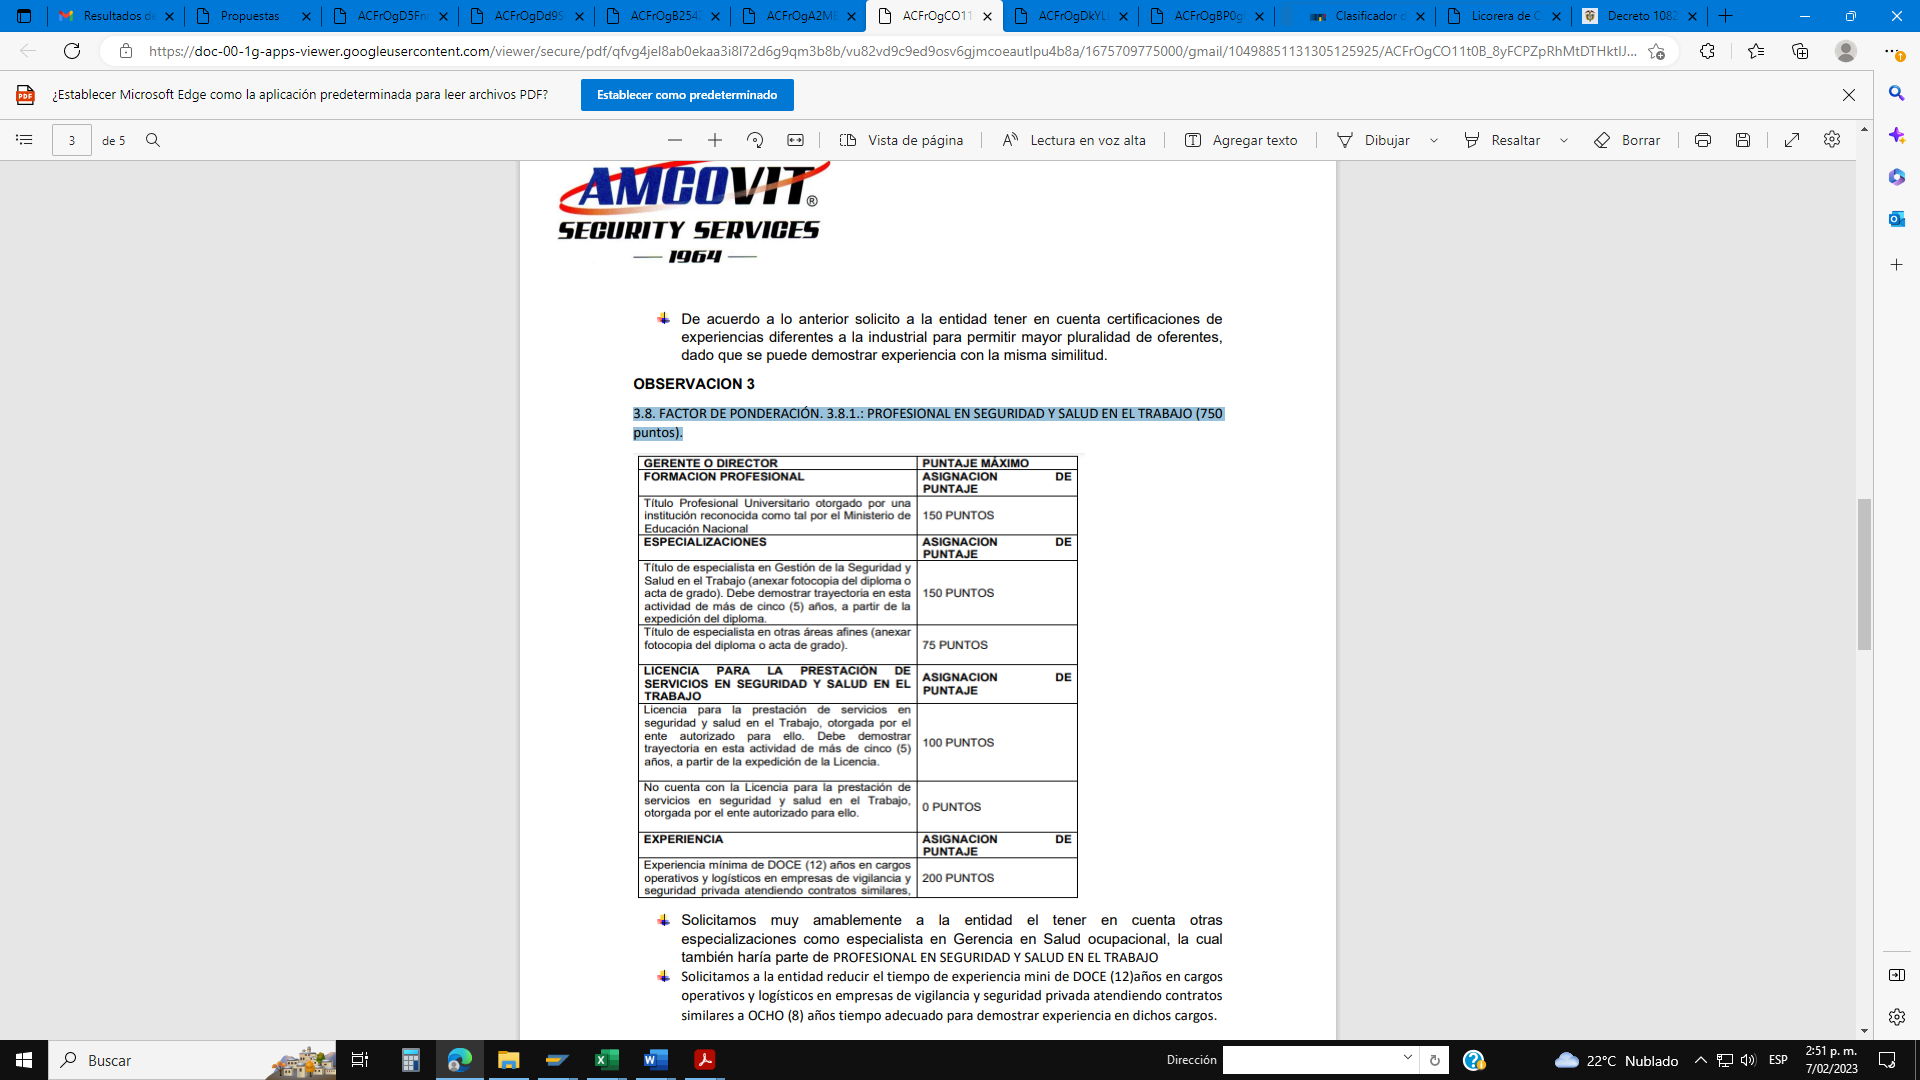 Resultados de
Propuestas
ACFrOgD5Fn
ACFrOgDd9S
ACFrOgB254
ACFrOgA2M
ACFrOgCO11
ACFrOgDkYL
ACFrOgBP0g
Clasificador d
Licorera de C
Decreto 1082
https://doc-00-1g-apps-viewer.googleusercontent.com/viewer/secure/pdf/qfvg4jel8ab0ekaa3i8l72d6g9qm3b8b/vu82vd9c9ed9osv6gjmcoeautlpu4b8a/1675709775000/gmail/10498851131305125925/ACFrOgCO11t0B_8yFCPZpRhMtDTHktIJ...
¿Establecer Microsoft Edge como la aplicación predeterminada para leer archivos PDF?
Establecer como predeterminado
3 de 5
Vista de página
Lectura en voz alta
Agregar texto
Dibujar
Resaltar
Borrar
AMCOVIT®
SECURITY SERVICES
1964
De acuerdo a lo anterior solicito a la entidad tener en cuenta certificaciones de
experiencias diferentes a la industrial para permitir mayor pluralidad de oferentes,
dado que se puede demostrar experiencia con la misma similitud.
OBSERVACION 3
3.8. FACTOR DE PONDERACIÓN. 3.8.1.: PROFESIONAL EN SEGURIDAD Y SALUD EN EL TRABAJO (750
puntos).
GERENTE O DIRECTOR
PUNTAJE MÁXIMO
FORMACION PROFESIONAL
ASIGNACION DE
PUNTAJE
Título Profesional Universitario otorgado por una
institución reconocida como tal por el Ministerio de
Educación Nacional
150 PUNTOS
ESPECIALIZACIONES
ASIGNACION DE
PUNTAJE
Título de especialista en Gestión de la Seguridad y
Salud en el Trabajo (anexar fotocopia del diploma o
acta de grado). Debe demostrar trayectoria en esta
actividad de más de cinco (5) años, a partir de la
expedición del diploma.
150 PUNTOS
Título de especialista en otras áreas afines (anexar
fotocopia del diploma o acta de grado).
75 PUNTOS
LICENCIA PARA LA PRESTACIÓN DE
SERVICIOS EN SEGURIDAD Y SALUD EN EL
TRABAJO
ASIGNACION DE
PUNTAJE
Licencia para la prestación de servicios en
seguridad y salud en el Trabajo, otorgada por el
ente autorizado para ello. Debe demostrar
trayectoria en esta actividad de más de cinco (5)
años, a partir de la expedición de la Licencia.
100 PUNTOS
No cuenta con la Licencia para la prestación de
servicios en seguridad y salud en el Trabajo,
otorgada por el ente autorizado para ello.
0 PUNTOS
EXPERIENCIA
ASIGNACION DE
PUNTAJE
Experiencia mínima de DOCE (12) años en cargos
operativos y logísticos en empresas de vigilancia y
seguridad privada atendiendo contratos similares,
200 PUNTOS
Solicitamos muy amablemente a la entidad el tener en cuenta otras
especializaciones como especialista en Gerencia en Salud ocupacional, la cual
también haría parte de PROFESIONAL EN SEGURIDAD Y SALUD EN EL TRABAJO
Solicitamos a la entidad reducir el tiempo de experiencia mini de DOCE (12)años en cargos
operativos y logísticos en empresas de vigilancia y seguridad privada atendiendo contratos
similares a OCHO (8) años tiempo adecuado para demostrar experiencia en dichos cargos.
Buscar
Dirección
22°C Nublado
ESP
2:51 p. m.
7/02/2023